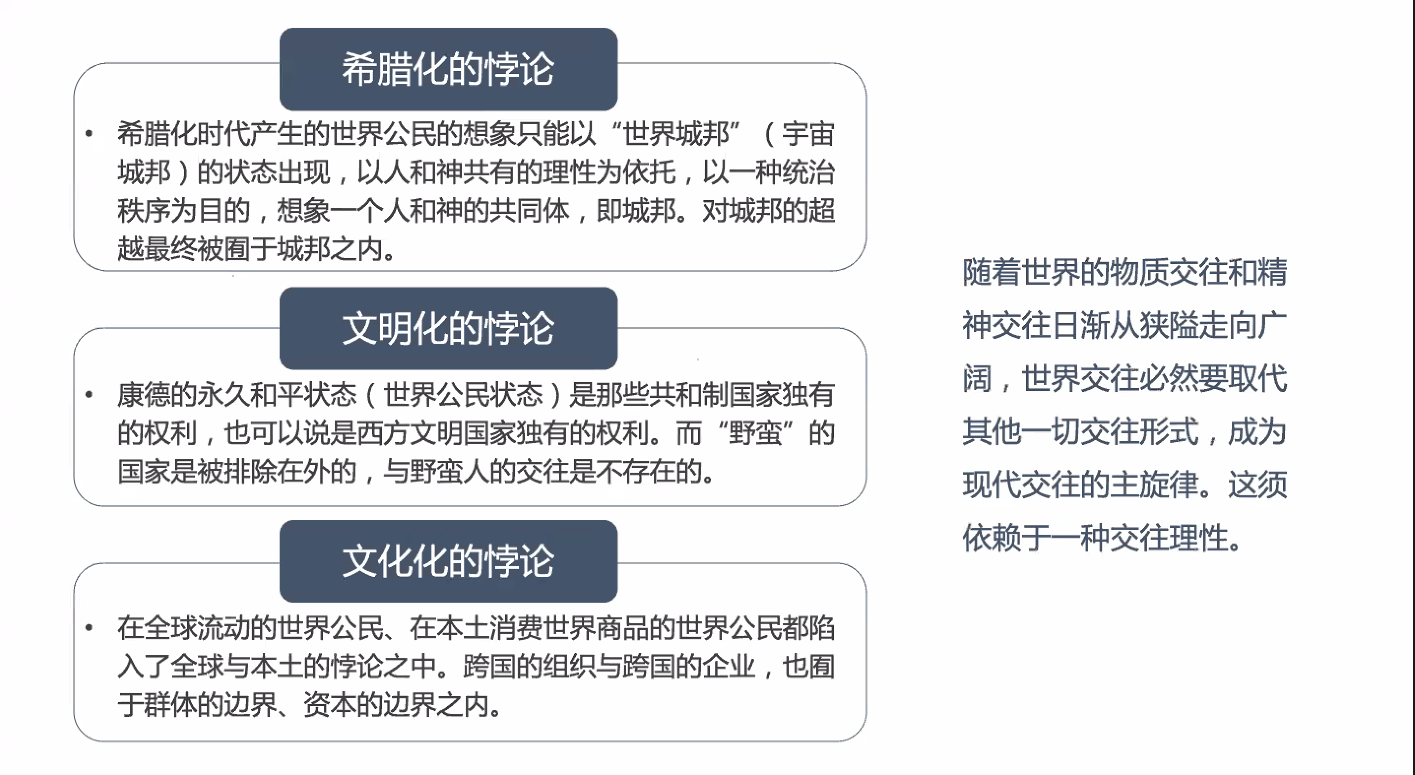 希腊化的悖论
• 希腊化时代产生的世界公民的想象只能以“世界城邦”（宇宙
城邦）的状态出现，以人和神共有的理性为依托，以一种统治
秩序为目的，想象一个人和神的共同体，即城邦。对城邦的超
越最终被囿于城邦之内。
文明化的悖论
• 康德的永久和平状态（世界公民状态）是那些共和制国家独有
的权利，也可以说是西方文明国家独有的权利。而“野蛮”的
国家是被排除在外的，与野蛮人的交往是不存在的。
文化化的悖论
• 在全球流动的世界公民、在本土消费世界商品的世界公民都陷
入了全球与本土的悖论之中。跨国的组织与跨国的企业，也囿
于群体的边界、资本的边界之内。
随着世界的物质交往和精
神交往日渐从狭隘走向广
阔，世界交往必然要取代
其他一切交往形式，成为
现代交往的主旋律。这须
依赖于一种交往理性。